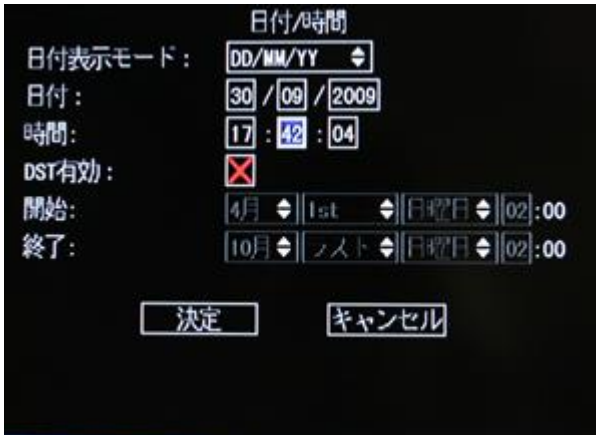 日付/時間
日付表示モード: DD/MM/YY
日付: 30 / 09 / 2009
時間: 17 : 42 : 04
DST有効:
開始: 4月 1st 日曜日 02:00
終了: 10月 ラスト 日曜日 02:00
決定 キャンセル